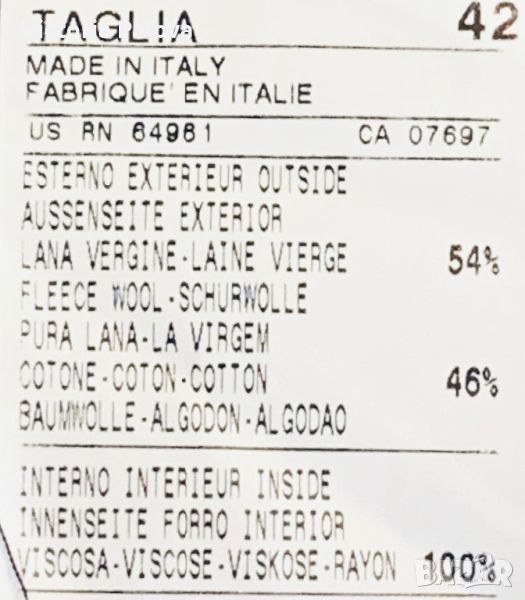 TAGLIA 42
MADE IN ITALY
FABRIQUE' EN ITALIE
US RN 64961 CA 07697
ESTERNO EXTERIEUR OUTSIDE
AUSSENSEITE EXTERIOR
LANA VERGINE-LAINE VIERGE 54%
FLEECE WOOL-SCHURWOLLE
PURA LANA-LA VIRGEM
COTONE-COTON-COTTON 46%
BAUMWOLLE-ALGODON-ALGODAO
INTERNO INTERIEUR INSIDE
INNENSEITE FORRO INTERIOR
VISCOSA-VISCOSE-VISKOSE-RAYON 100%